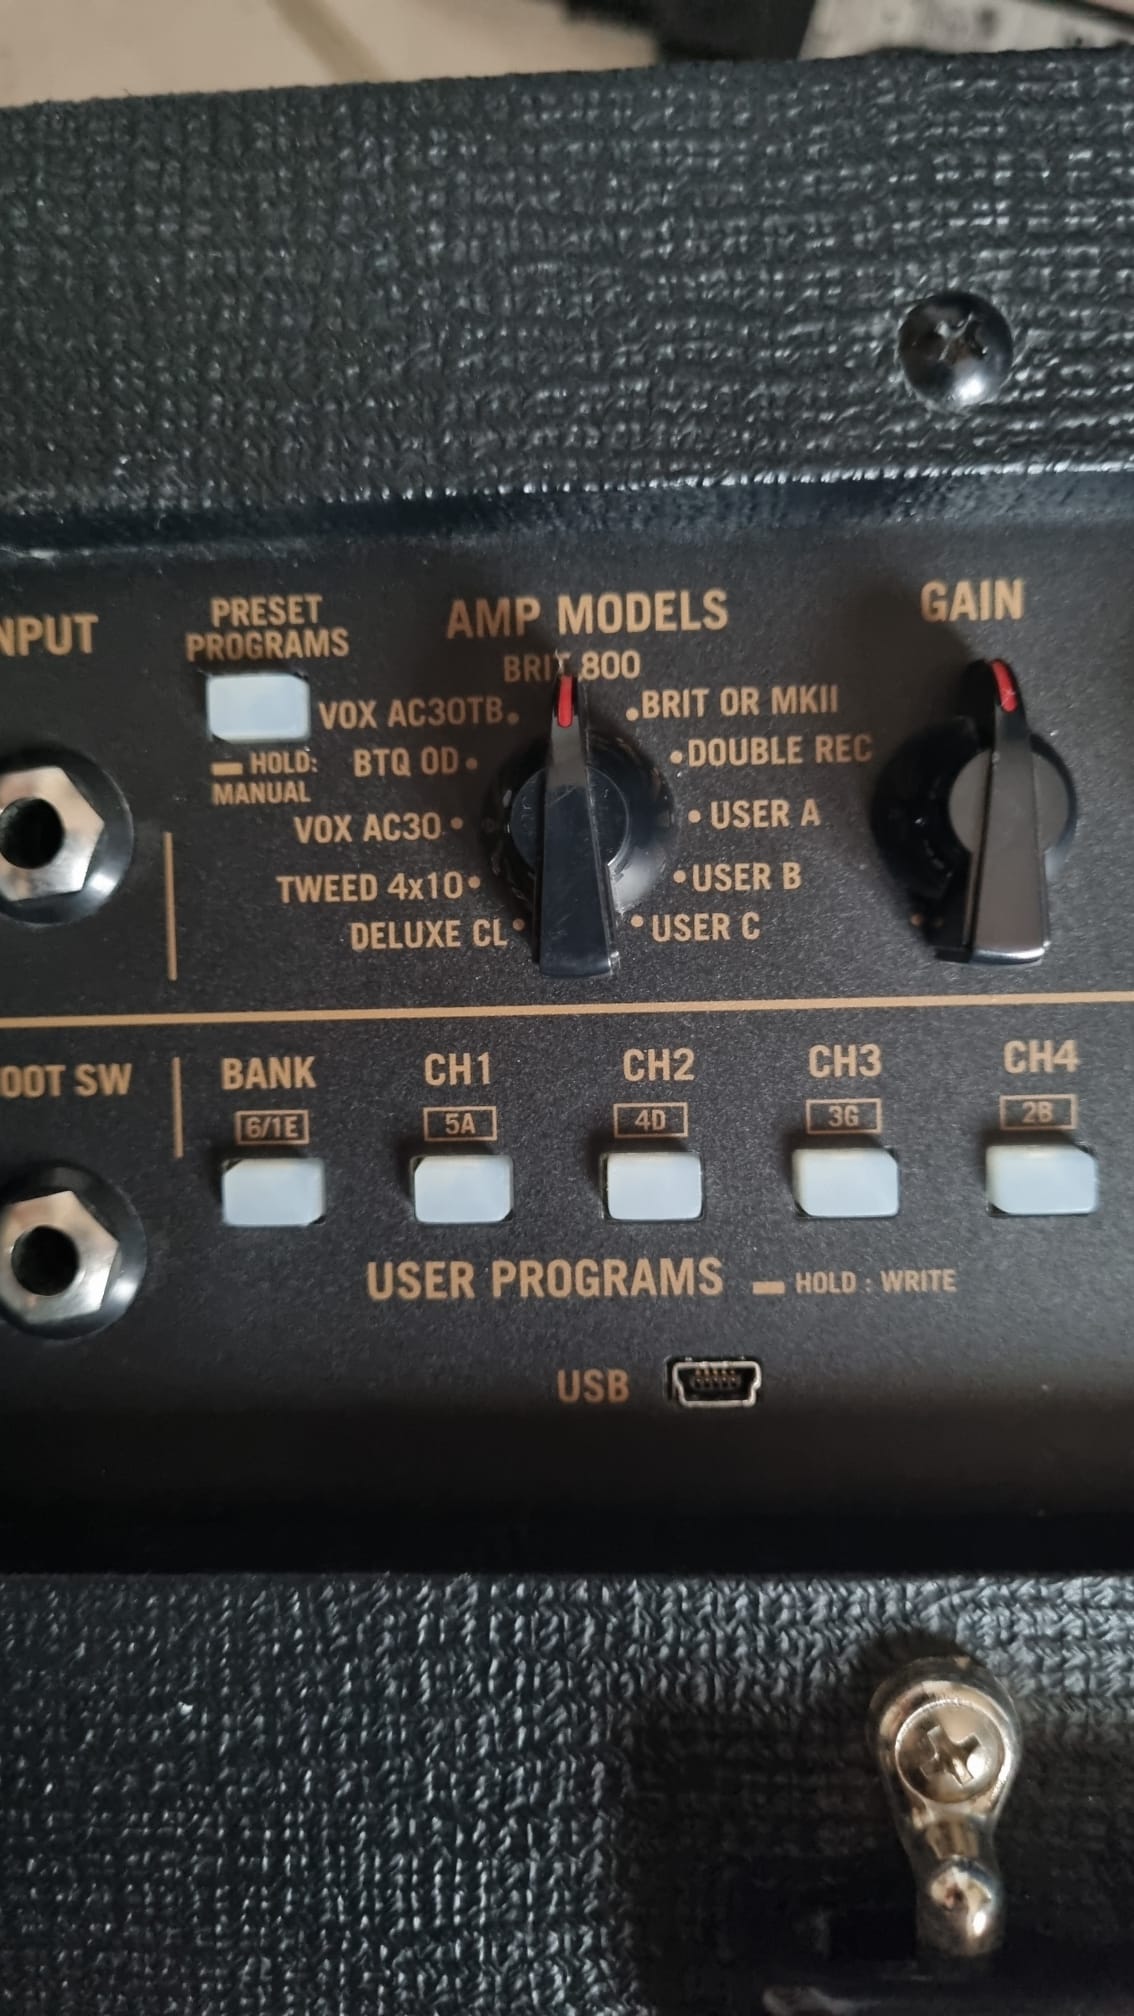 NPUT
PRESET
PROGRAMS
HOLD:
MANUAL
AMP MODELS
BRIT 800
VOX AC30TB
BTQ OD
VOX AC30
TWEED 4x10
DELUXE CL
BRIT OR MKII
DOUBLE REC
USER A
USER B
USER C
GAIN
OOT SW
BANK
6/1E
CH1
5A
CH2
4D
CH3
3G
CH4
2B
USER PROGRAMS
HOLD : WRITE
USB